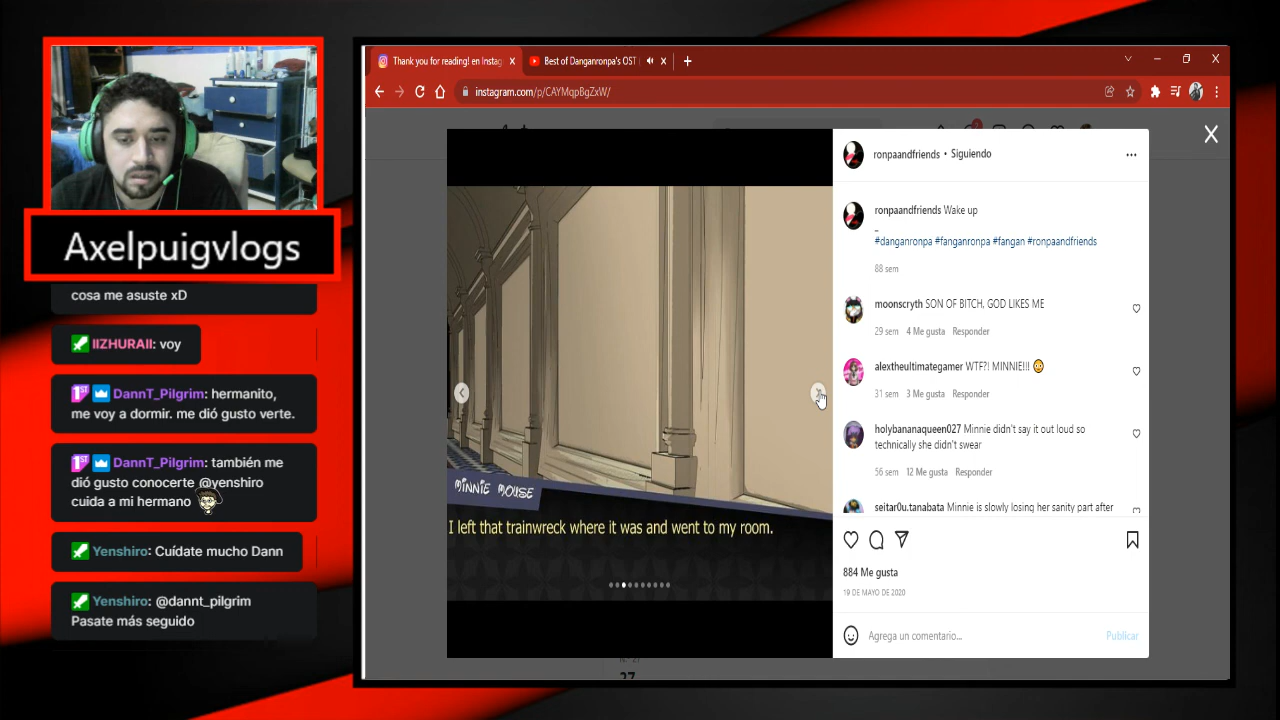 Axelpuigvlogs
cosa me asuste xD
IIZHURAII: voy
DannT_Pilgrim: hermanito,
me voy a dormir. me dió gusto verte.
DannT_Pilgrim: también me
dió gusto conocerte @yenshiro
cuida a mi hermano
Yenshiro: Cuídate mucho Dann
Yenshiro: @dannt_pilgrim
Pasate más seguido
Thank you for reading! en Instag
Best of Danganronpa's OST
instagram.com/p/CAYMqpBgZxW/
MINNIE MOUSE
I left that trainwreck where it was and went to my room.
ronpaandfriends • Siguiendo
ronpaandfriends Wake up
_
#danganronpa #fanganronpa #fangan #ronpaandfriends
88 sem
moonscryth SON OF BITCH, GOD LIKES ME
29 sem 4 Me gusta Responder
alextheultimategamer WTF?! MINNIE!!! 😳
31 sem 3 Me gusta Responder
holybananaqueen027 Minnie didn't say it out loud so
technically she didn't swear
56 sem 12 Me gusta Responder
seitar0u.tanabata Minnie is slowly losing her sanity part after
884 Me gusta
19 DE MAYO DE 2020
Agrega un comentario...
Publicar